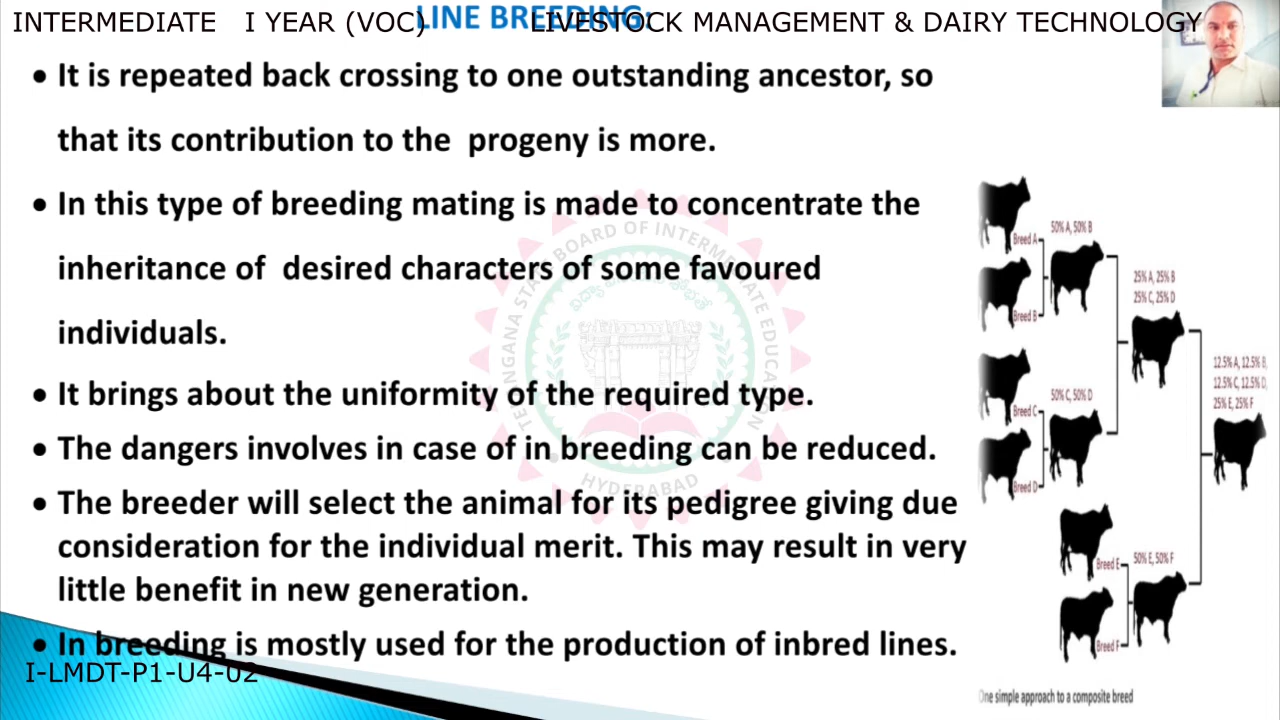 INTERMEDIATE I YEAR (VOC) LIVESTOCK MANAGEMENT & DAIRY TECHNOLOGY
LINE BREEDING:
• It is repeated back crossing to one outstanding ancestor, so
that its contribution to the progeny is more.
• In this type of breeding mating is made to concentrate the
inheritance of desired characters of some favoured
individuals.
• It brings about the uniformity of the required type.
• The dangers involves in case of in breeding can be reduced.
• The breeder will select the animal for its pedigree giving due
consideration for the individual merit. This may result in very
little benefit in new generation.
• In breeding is mostly used for the production of inbred lines.
I-LMDT-P1-U4-02
Breed A
50% A, 50% B
Breed B
25% A, 25% B
25% C, 25% D
Breed C
50% C, 50% D
Breed D
12.5% A, 12.5% B,
12.5% C, 12.5% D,
25% E, 25% F
Breed E
50% E, 50% F
Breed F
One simple approach to a composite breed
TELENGANA STATE BOARD OF INTERMEDIATE EDUCATION
HYDERABAD